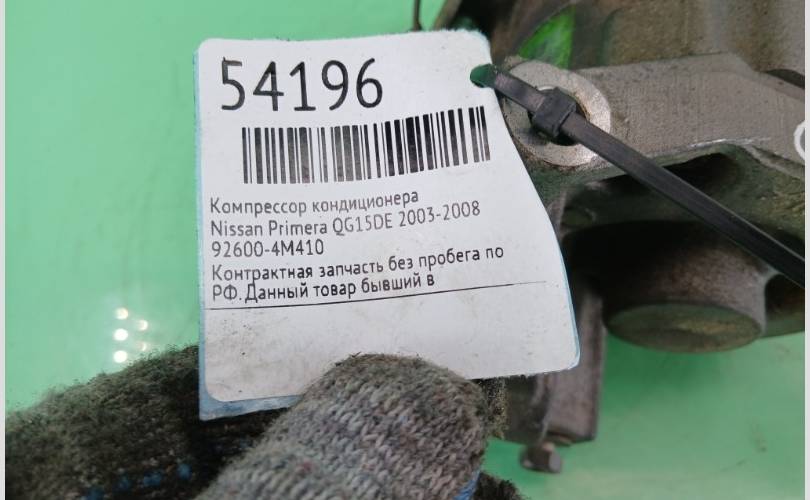 54196
Компрессор кондиционера
Nissan Primera QG15DE 2003-2008
92600-4M410
Контрактная запчасть без пробега по
РФ. Данный товар бывший в